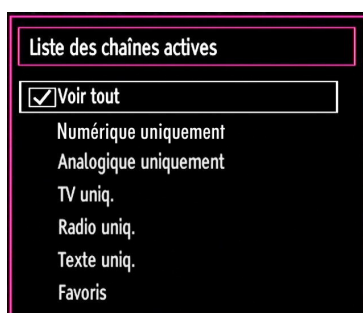 Liste des chaînes actives
Voir tout
Numérique uniquement
Analogique uniquement
TV uniq.
Radio uniq.
Texte uniq.
Favoris